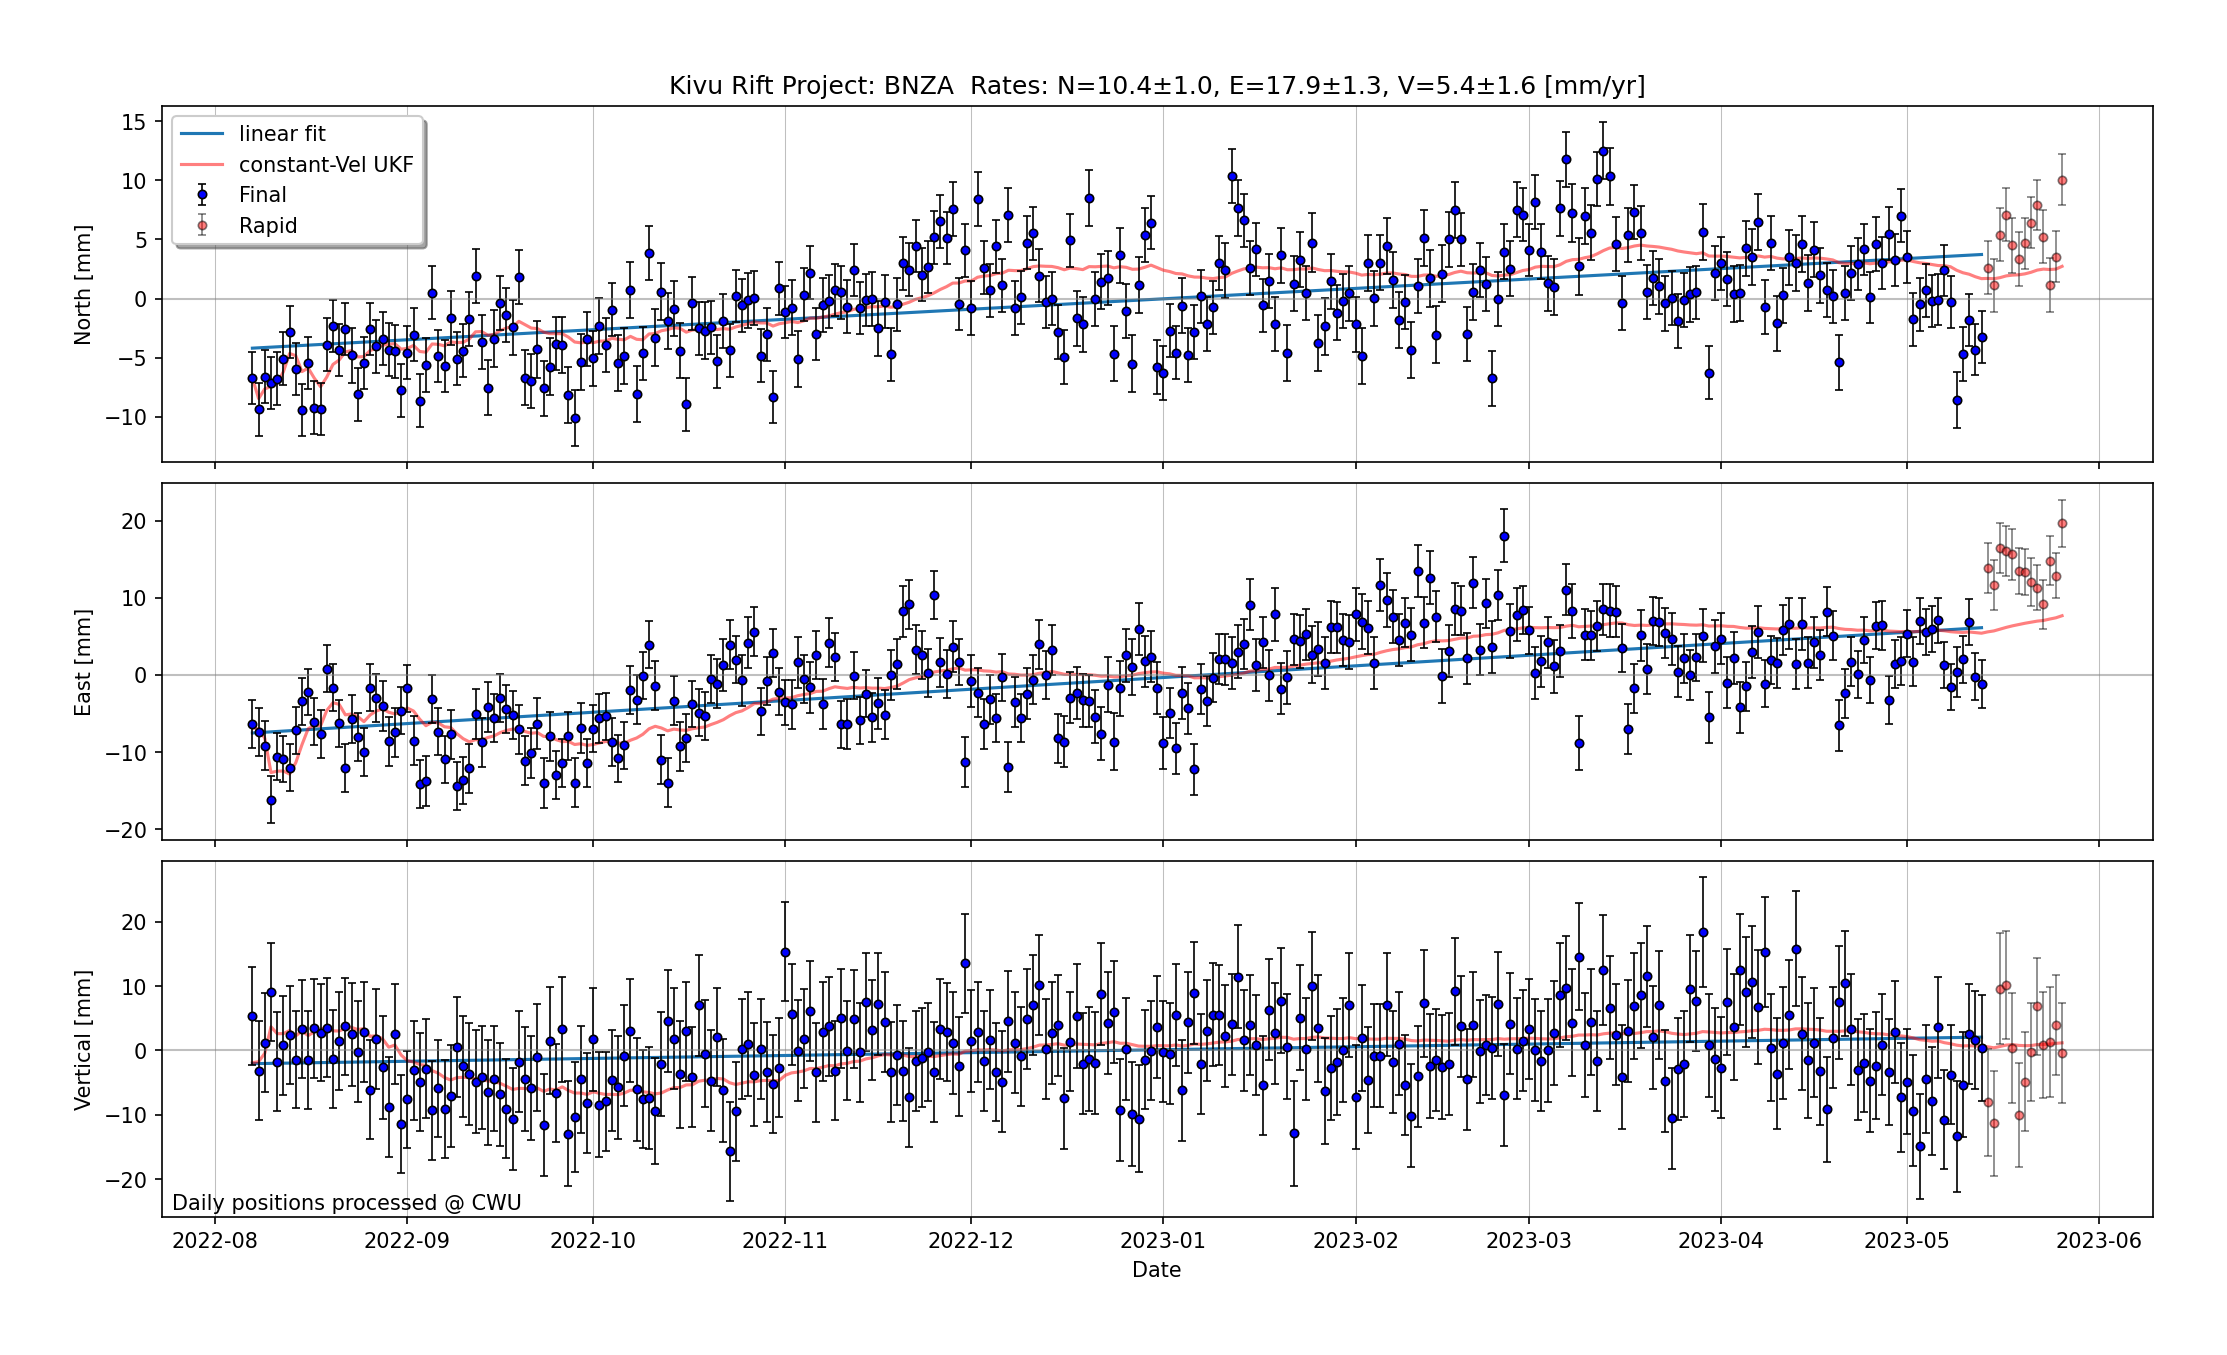 Kivu Rift Project: BNZA  Rates: N=10.4±1.0, E=17.9±1.3, V=5.4±1.6 [mm/yr]
linear fit
constant-Vel UKF
Final
Rapid
North [mm]
15
10
5
0
−5
−10
East [mm]
20
10
0
−10
−20
Vertical [mm]
20
10
0
−10
−20
Daily positions processed @ CWU
2022-08 2022-09 2022-10 2022-11 2022-12 2023-01 2023-02 2023-03 2023-04 2023-05 2023-06
Date